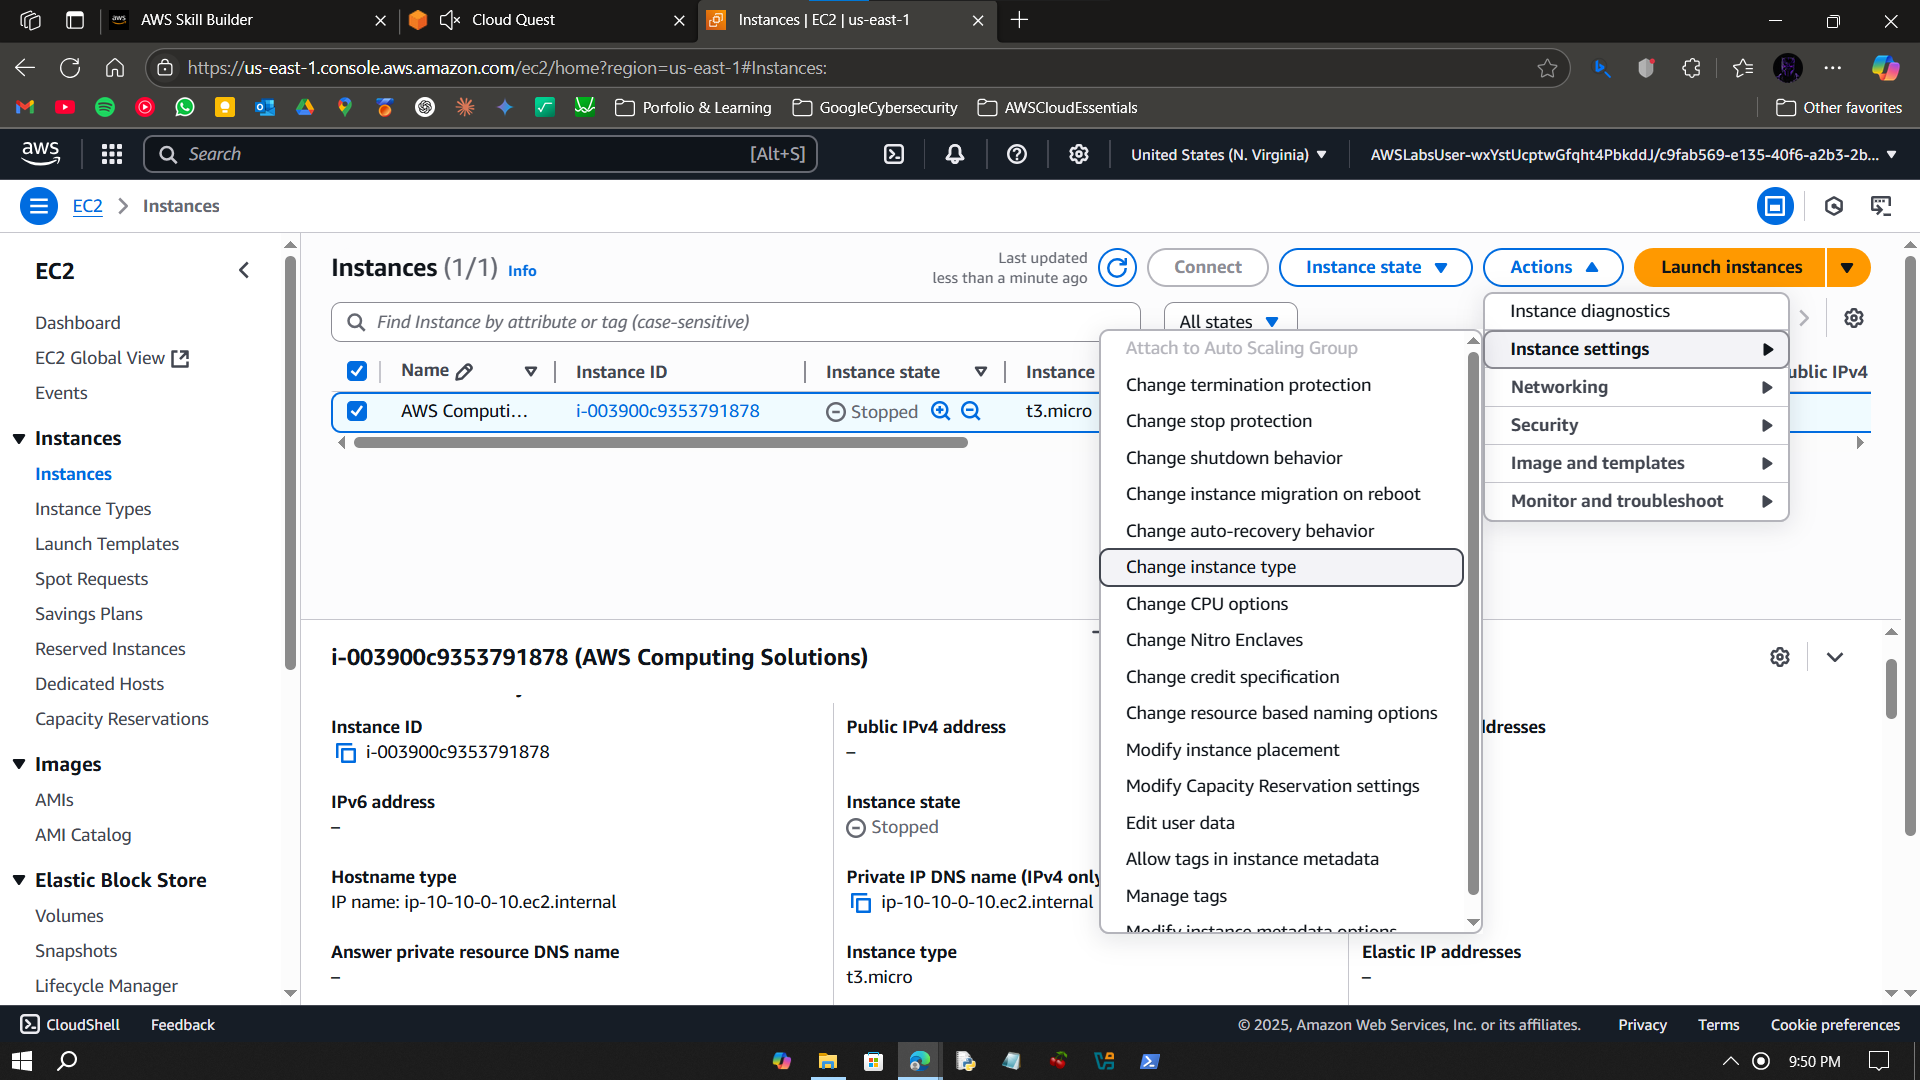 AWS Skill Builder
Cloud Quest
Instances | EC2 | us-east-1
https://us-east-1.console.aws.amazon.com/ec2/home?region=us-east-1#Instances:
Porfolio & Learning
GoogleCybersecurity
AWSCloudEssentials
Other favorites
aws
Search
[Alt+S]
United States (N. Virginia)
AWSLabsUser-wxYstUcptwGfqht4PbkddJ/c9fab569-e135-40f6-a2b3-2b...
EC2
Instances
EC2
Dashboard
EC2 Global View
Events
Instances
Instances
Instance Types
Launch Templates
Spot Requests
Savings Plans
Reserved Instances
Dedicated Hosts
Capacity Reservations
Images
AMIs
AMI Catalog
Elastic Block Store
Volumes
Snapshots
Lifecycle Manager
Instances (1/1) Info
Last updated
less than a minute ago
Connect
Instance state
Actions
Launch instances
Find Instance by attribute or tag (case-sensitive)
All states
Name
Instance ID
Instance state
Instance
ublic IPv4
AWS Computi...
i-003900c9353791878
Stopped
t3.micro
Instance diagnostics
Instance settings
Networking
Security
Image and templates
Monitor and troubleshoot
Attach to Auto Scaling Group
Change termination protection
Change stop protection
Change shutdown behavior
Change instance migration on reboot
Change auto-recovery behavior
Change instance type
Change CPU options
Change Nitro Enclaves
Change credit specification
Change resource based naming options
Modify instance placement
Modify Capacity Reservation settings
Edit user data
Allow tags in instance metadata
Manage tags
Modify instance metadata options
i-003900c9353791878 (AWS Computing Solutions)
Instance ID
i-003900c9353791878
Public IPv4 address
–
dresses
IPv6 address
–
Instance state
Stopped
Hostname type
IP name: ip-10-10-0-10.ec2.internal
Private IP DNS name (IPv4 only
ip-10-10-0-10.ec2.internal
Answer private resource DNS name
–
Instance type
t3.micro
Elastic IP addresses
–
CloudShell
Feedback
© 2025, Amazon Web Services, Inc. or its affiliates.
Privacy
Terms
Cookie preferences
9:50 PM